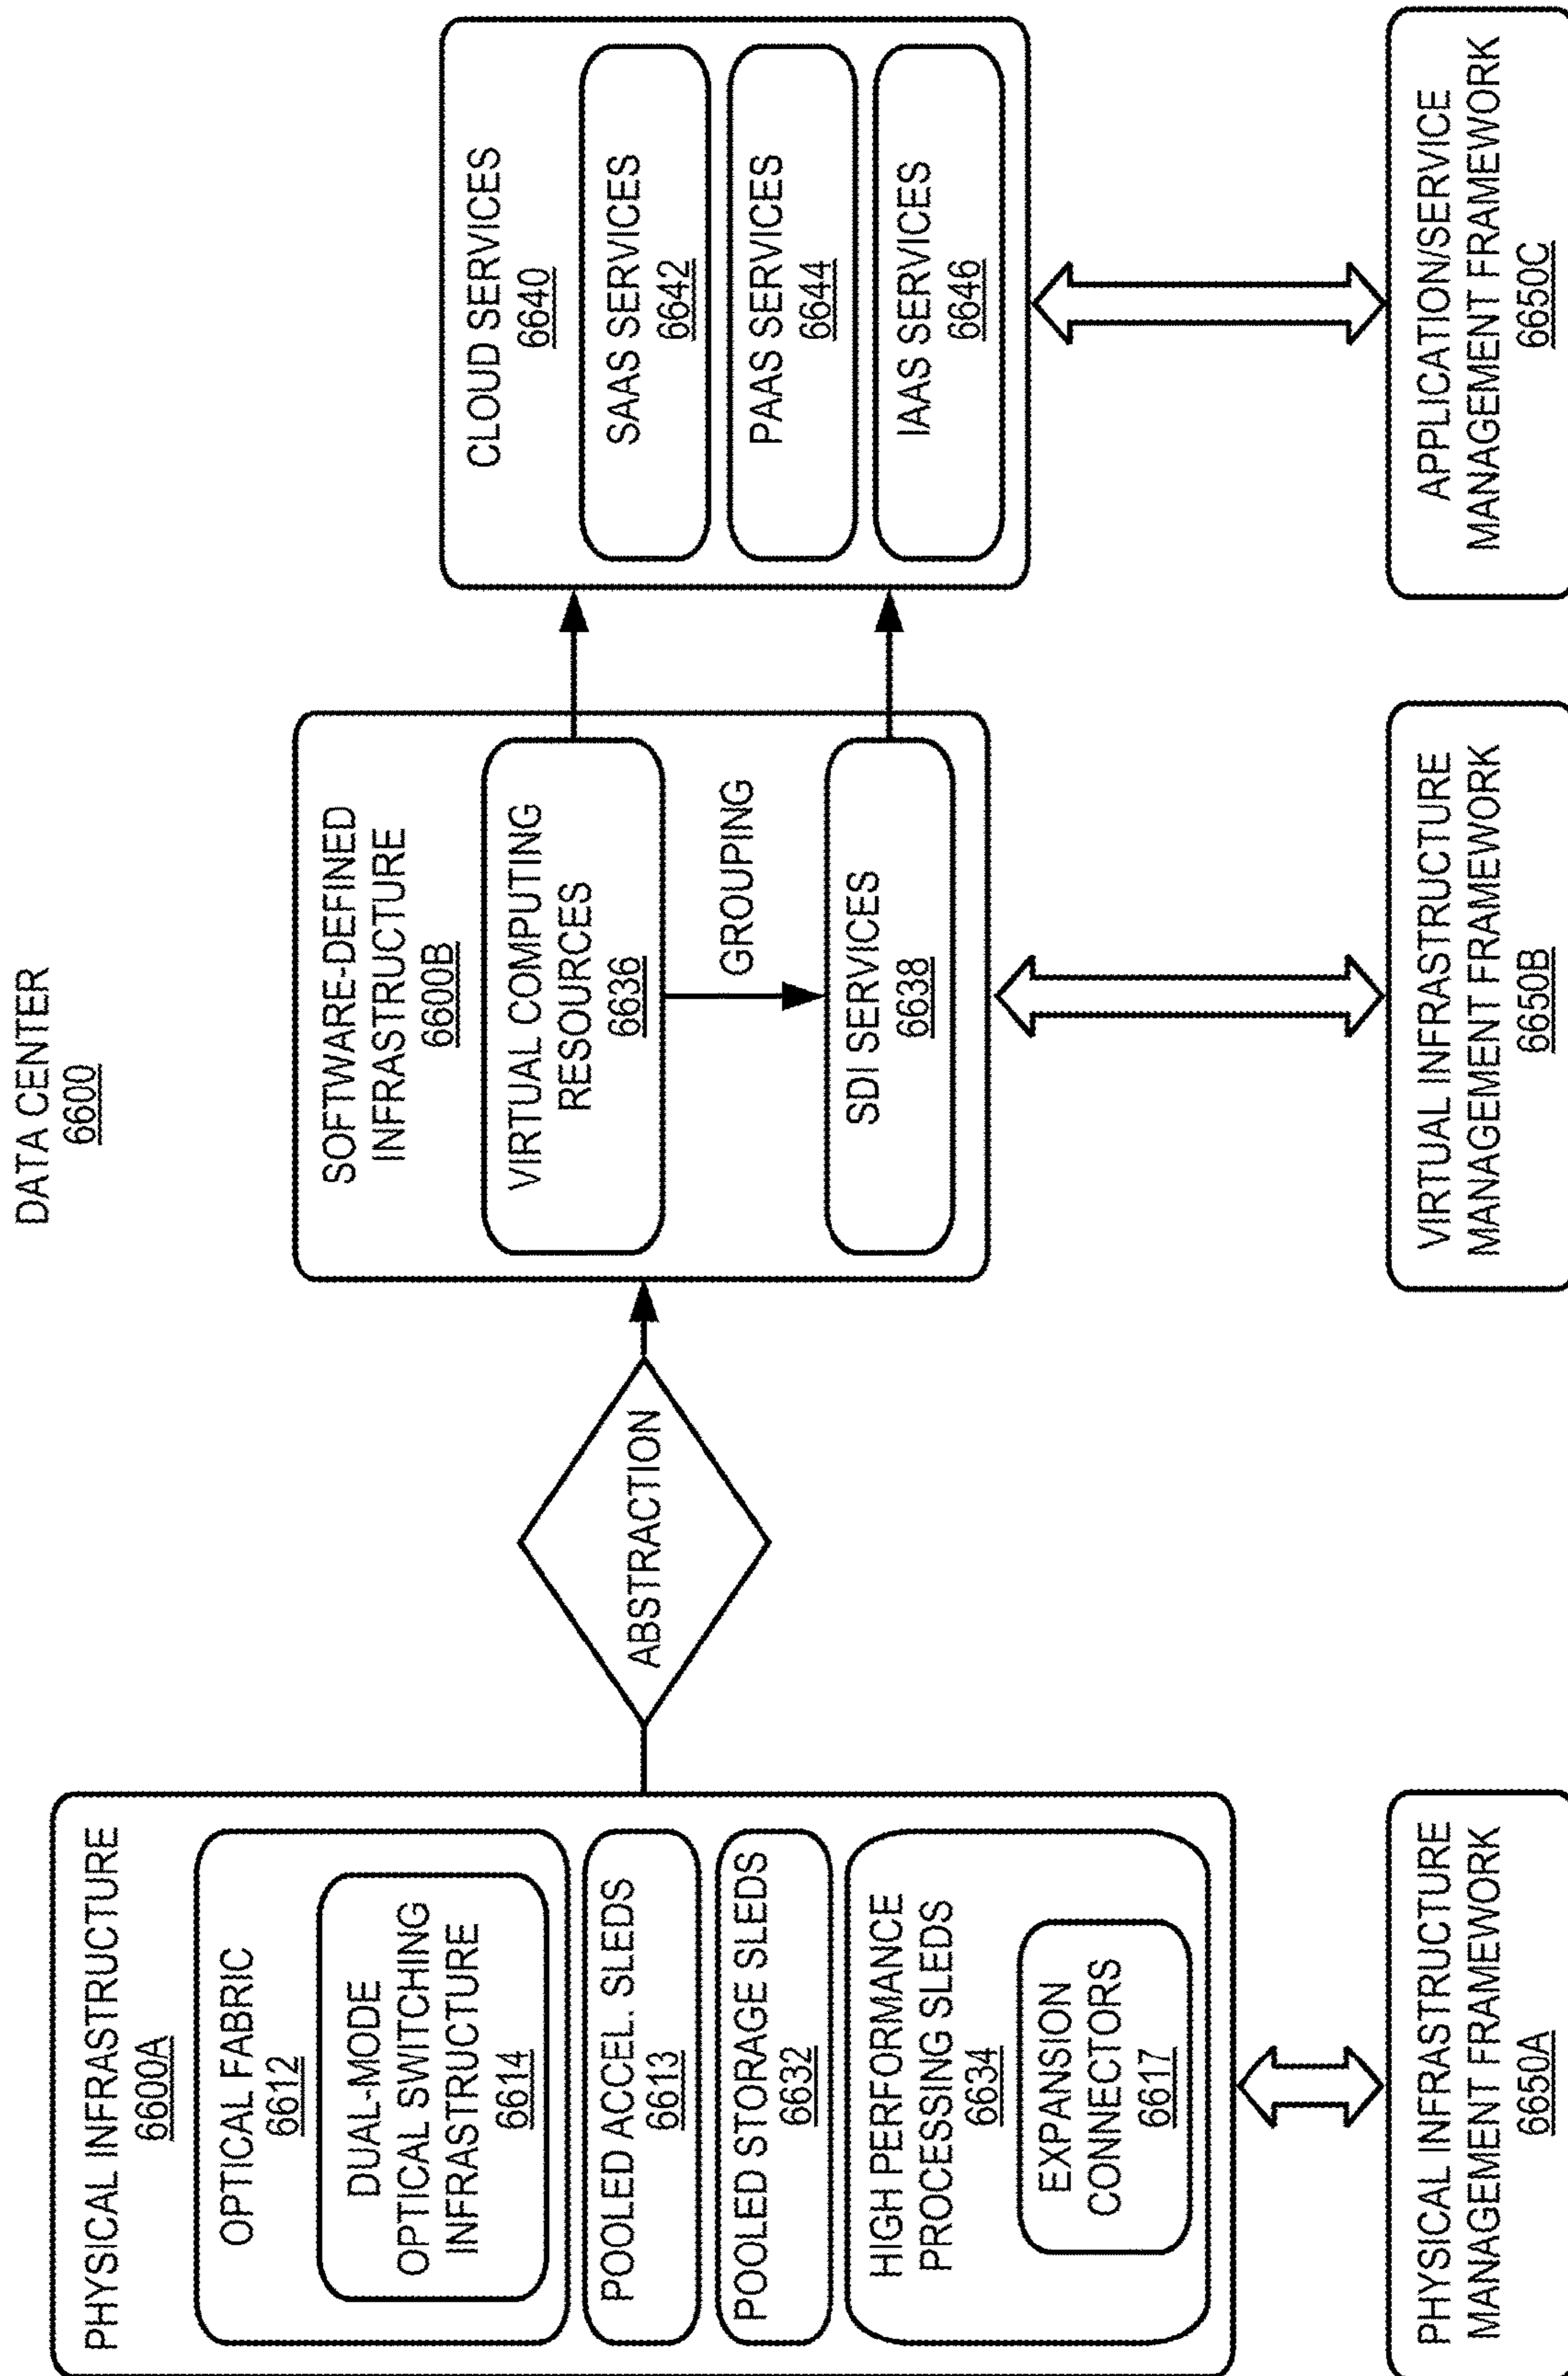 DATA CENTER
6600
PHYSICAL INFRASTRUCTURE
6600A
OPTICAL FABRIC
6612
DUAL-MODE
OPTICAL SWITCHING
INFRASTRUCTURE
6614
POOLED ACCEL. SLEDS
6613
POOLED STORAGE SLEDS
6632
HIGH PERFORMANCE
PROCESSING SLEDS
6634
EXPANSION
CONNECTORS
6617
PHYSICAL INFRASTRUCTURE
MANAGEMENT FRAMEWORK
6650A
ABSTRACTION
SOFTWARE-DEFINED
INFRASTRUCTURE
6600B
VIRTUAL COMPUTING
RESOURCES
6636
GROUPING
SDI SERVICES
6638
VIRTUAL INFRASTRUCTURE
MANAGEMENT FRAMEWORK
6650B
CLOUD SERVICES
6640
SAAS SERVICES
6642
PAAS SERVICES
6644
IAAS SERVICES
6646
APPLICATION/SERVICE
MANAGEMENT FRAMEWORK
6650C